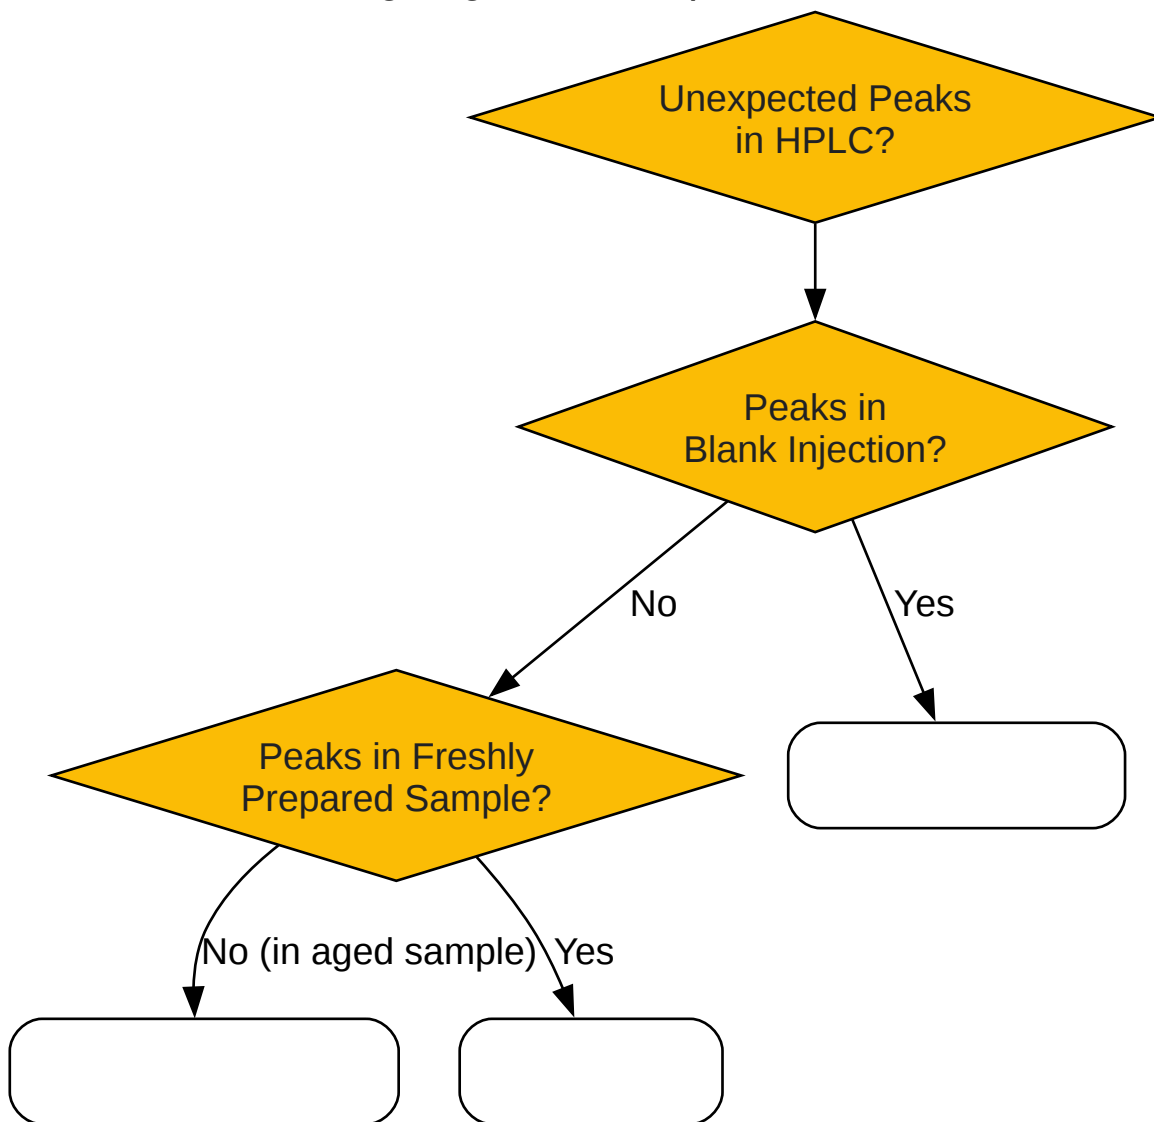 Unexpected Peaks
in HPLC?
Peaks in
Blank Injection?
No
Yes
Peaks in Freshly
Prepared Sample?
No (in aged sample)
Yes